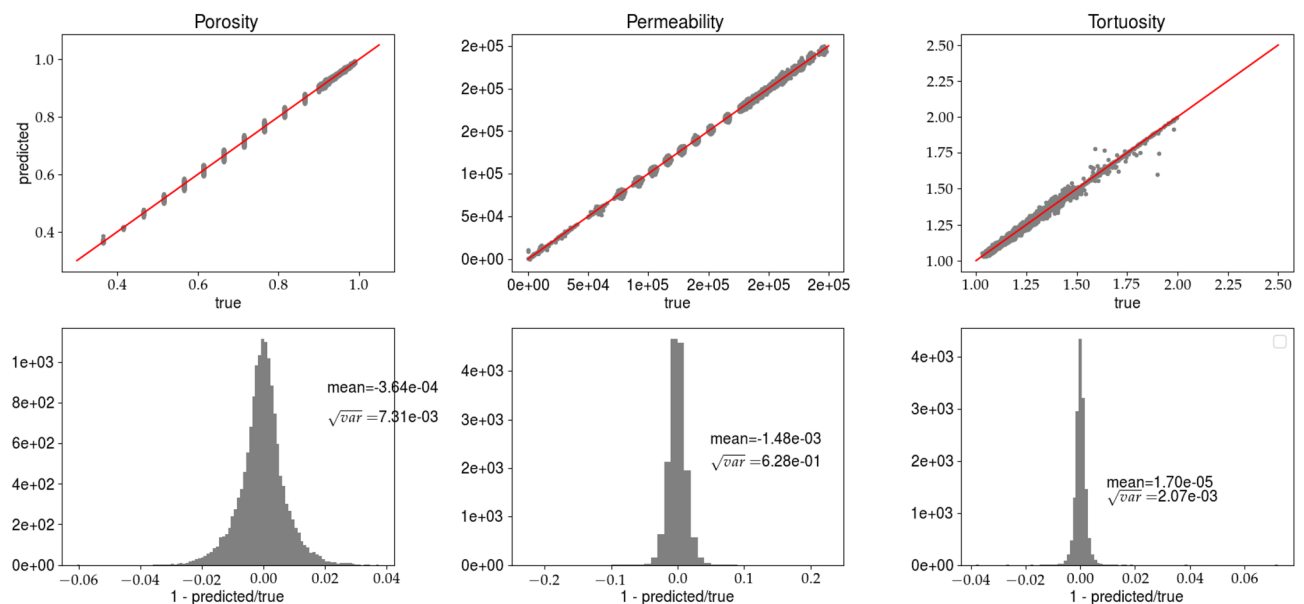 Porosity
Permeability
Tortuosity
1.0
0.8
0.6
0.4
predicted
0.4
0.6
0.8
1.0
true
2e+05
2e+05
2e+05
1e+05
5e+04
0e+00
0e+00
5e+04
1e+05
2e+05
2e+05
2e+05
true
2.50
2.25
2.00
1.75
1.50
1.25
1.00
1.00
1.25
1.50
1.75
2.00
2.25
2.50
true
1e+03
8e+02
6e+02
4e+02
2e+02
0e+00
mean=-3.64e-04
√var =7.31e-03
−0.06
−0.04
−0.02
0.00
0.02
0.04
1 - predicted/true
4e+03
3e+03
2e+03
1e+03
0e+00
mean=-1.48e-03
√var =6.28e-01
−0.2
−0.1
0.0
0.1
0.2
1 - predicted/true
4e+03
3e+03
2e+03
1e+03
0e+00
mean=1.70e-05
√var =2.07e-03
−0.04
−0.02
0.00
0.02
0.04
0.06
1 - predicted/true